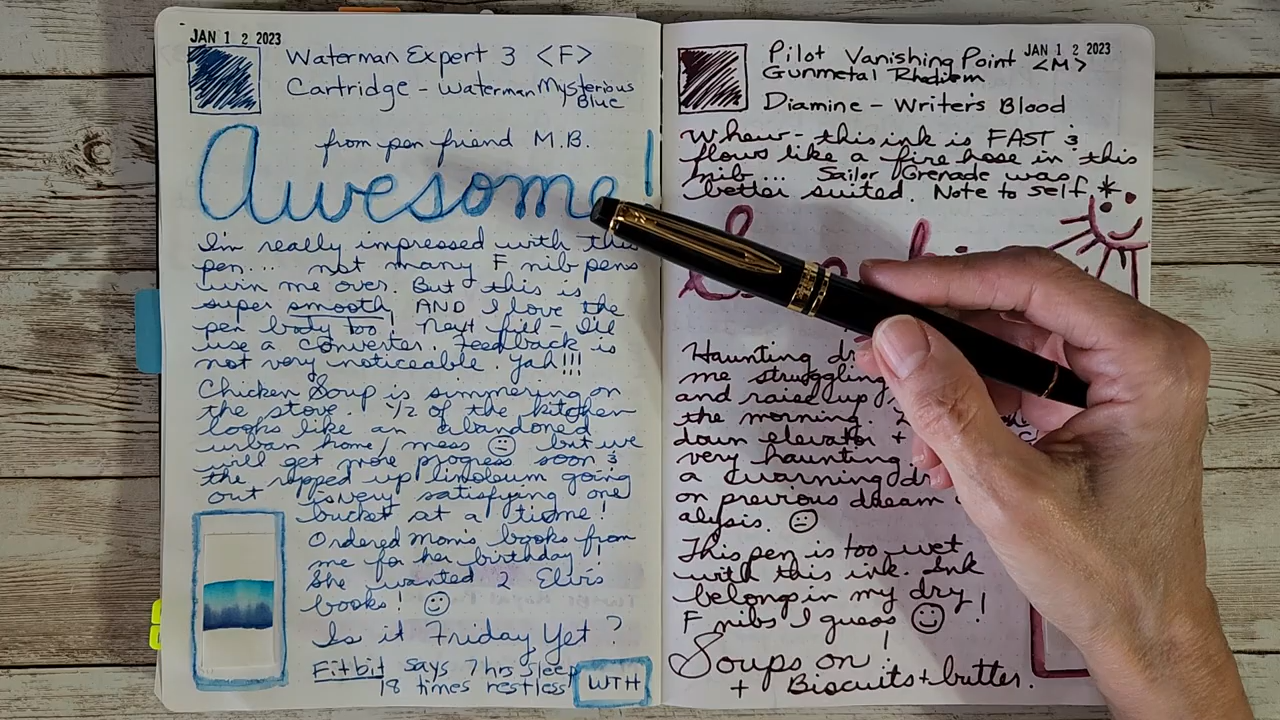 JAN 1 2 2023
Waterman Expert 3 <F>
Cartridge - Waterman Mysterious
Blue
from pen friend M.B.
Awesome!
I'm really impressed with this
pen... not many F nib pens
win me over. But this is
super smooth AND I love the
pen body too! Next fill - I'll
use a converter. Feedback is
not very noticeable. Yah!!!
Chicken Soup is simmering on
the stove. 1/2 of the kitchen
looks like an abandoned
urban home/mess ☹ but we
will get more progress soon &
the ripped up linoleum going
out is very satisfying one
bucket at a time!
Ordered Mom's books from
me for her birthday!
She wanted 2 Elvis
books! ☺
Is it Friday Yet?
Fitbit says 7 hrs sleep
18 times restless WTH
JAN 1 2 2023
Pilot Vanishing Point <M>
Gunmetal Rhodium
Diamine - Writer's Blood
Whew - this ink is FAST &
flows like a fire hose in this
nib... Sailor Grenade was
better suited. Note to self *
Haunting
me struggling
and raised up
the morning.
down elevator +
very haunting
a warning
on previous dream
alysis. ☹
This pen is too wet
with this ink. Ink
belongs in my dry
F nibs I guess ☺!
Soups on!
+ Biscuits + butter.